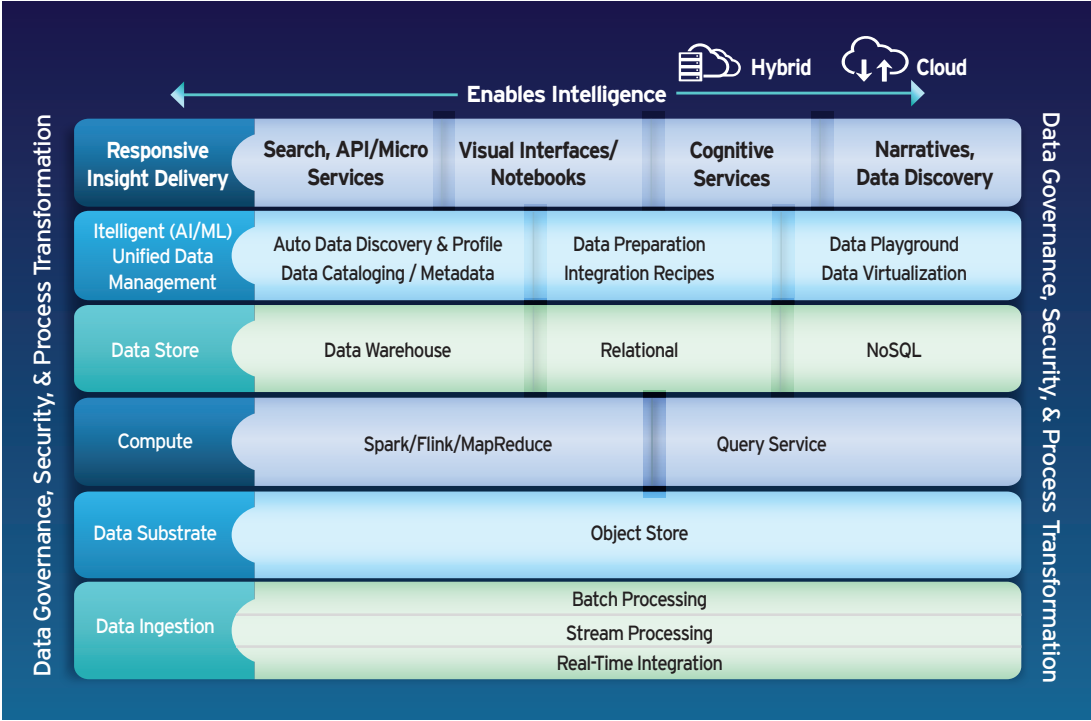 Hybrid
Cloud
Enables Intelligence
Data Governance, Security, & Process Transformation
Responsive
Insight Delivery
Search, API/Micro
Services
Visual Interfaces/
Notebooks
Cognitive
Services
Narratives,
Data Discovery
Itelligent (AI/ML)
Unified Data
Management
Auto Data Discovery & Profile
Data Cataloging / Metadata
Data Preparation
Integration Recipes
Data Playground
Data Virtualization
Data Store
Data Warehouse
Relational
NoSQL
Compute
Spark/Flink/MapReduce
Query Service
Data Substrate
Object Store
Data Ingestion
Batch Processing
Stream Processing
Real-Time Integration
Data Governance, Security, & Process Transformation